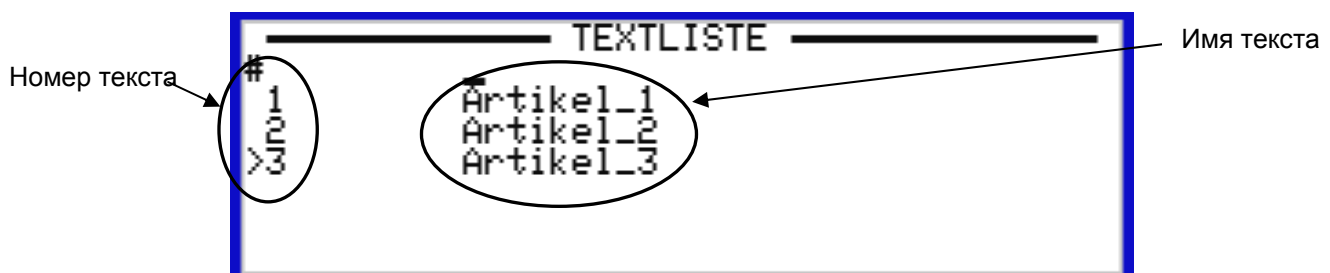 TEXTLISTE
Имя текста
Номер текста
#
1 Artikel_1
2 Artikel_2
>3 Artikel_3